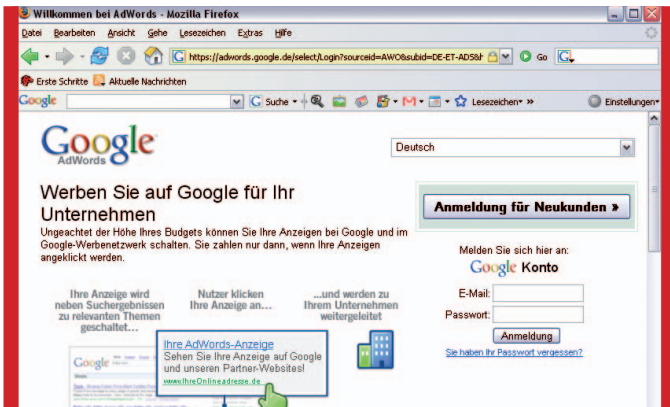 Willkommen bei AdWords - Mozilla Firefox
Datei Bearbeiten Ansicht Gehe Lesezeichen Extras Hilfe
https://adwords.google.de/select/Login?sourceid=AWO&subid=DE-ET-ADS&
Go
Erste Schritte Aktuelle Nachrichten
Google Suche Lesezeichen Einstellungen
Google
AdWords
Deutsch
Werben Sie auf Google für Ihr
Unternehmen
Ungeachtet der Höhe Ihres Budgets können Sie Ihre Anzeigen bei Google und im
Google-Werbenetzwerk schalten. Sie zahlen nur dann, wenn Ihre Anzeigen
angeklickt werden.
Anmeldung für Neukunden »
Melden Sie sich hier an:
Google Konto
E-Mail:
Passwort:
Anmeldung
Sie haben Ihr Passwort vergessen?
Ihre Anzeige wird
neben Suchergebnissen
zu relevanten Themen
geschaltet...
Nutzer klicken
Ihre Anzeige an...
...und werden zu
Ihrem Unternehmen
weitergeleitet
Google
Ihre AdWords-Anzeige
Sehen Sie Ihre Anzeige auf Google
und unseren Partner-Websites!
www.IhreOnlineadresse.de